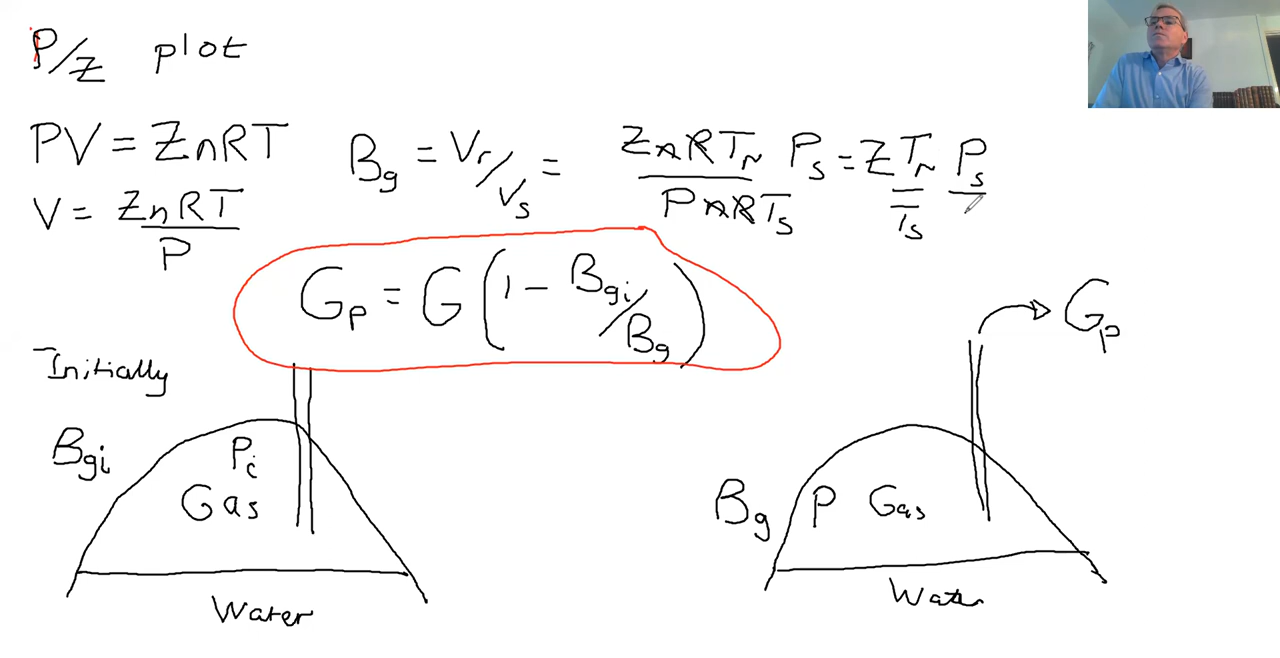 P/Z plot
PV = ZnRT
V = ZnRT/P
Bg = Vr/Vs = ZnRTr/PnRTs Ps = Z Tr/Ts Ps/
Gp = G(1 - Bgi/Bg)
Initially
Bgi
Pi
Gas
Water
Gp
Bg
P Gas
Water